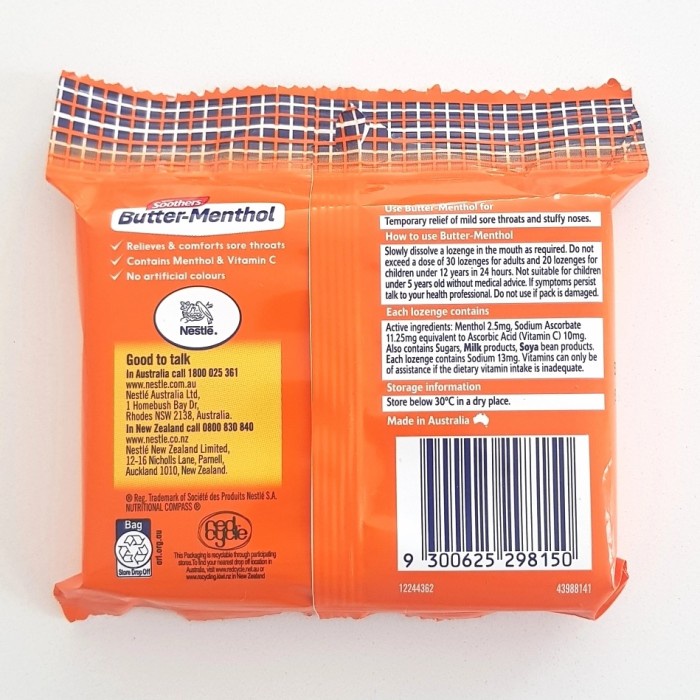 Soothers
Butter-Menthol
Relieves & comforts sore throats
Contains Menthol & Vitamin C
No artificial colours
Nestlé.
Good to talk
In Australia call 1800 025 361
www.nestle.com.au
Nestlé Australia Ltd,
1 Homebush Bay Dr,
Rhodes NSW 2138, Australia.
In New Zealand call 0800 830 840
www.nestle.co.nz
Nestlé New Zealand Limited,
12-16 Nicholls Lane, Parnell,
Auckland 1010, New Zealand.
® Reg. Trademark of Société des Produits Nestlé S.A.
NUTRITIONAL COMPASS ®
Bag
Store Drop Off
arl.org.au
red
cycle
This Packaging is recyclable through participating
stores. To find your nearest drop off location in
Australia, visit www.redcycle.net.au or
www.recycling.kiwi.nz in New Zealand
Use Butter-Menthol for
Temporary relief of mild sore throats and stuffy noses.
How to use Butter-Menthol
Slowly dissolve a lozenge in the mouth as required. Do not
exceed a dose of 30 lozenges for adults and 20 lozenges for
children under 12 years in 24 hours. Not suitable for children
under 5 years old without medical advice. If symptoms persist
talk to your health professional. Do not use if pack is damaged.
Each lozenge contains
Active ingredients: Menthol 2.5mg, Sodium Ascorbate
11.25mg equivalent to Ascorbic Acid (Vitamin C) 10mg.
Also contains Sugars, Milk products, Soya bean products.
Each lozenge contains Sodium 13mg. Vitamins can only be
of assistance if the dietary vitamin intake is inadequate.
Storage information
Store below 30°C in a dry place.
Made in Australia
9 300625 298150
12244362
43988141